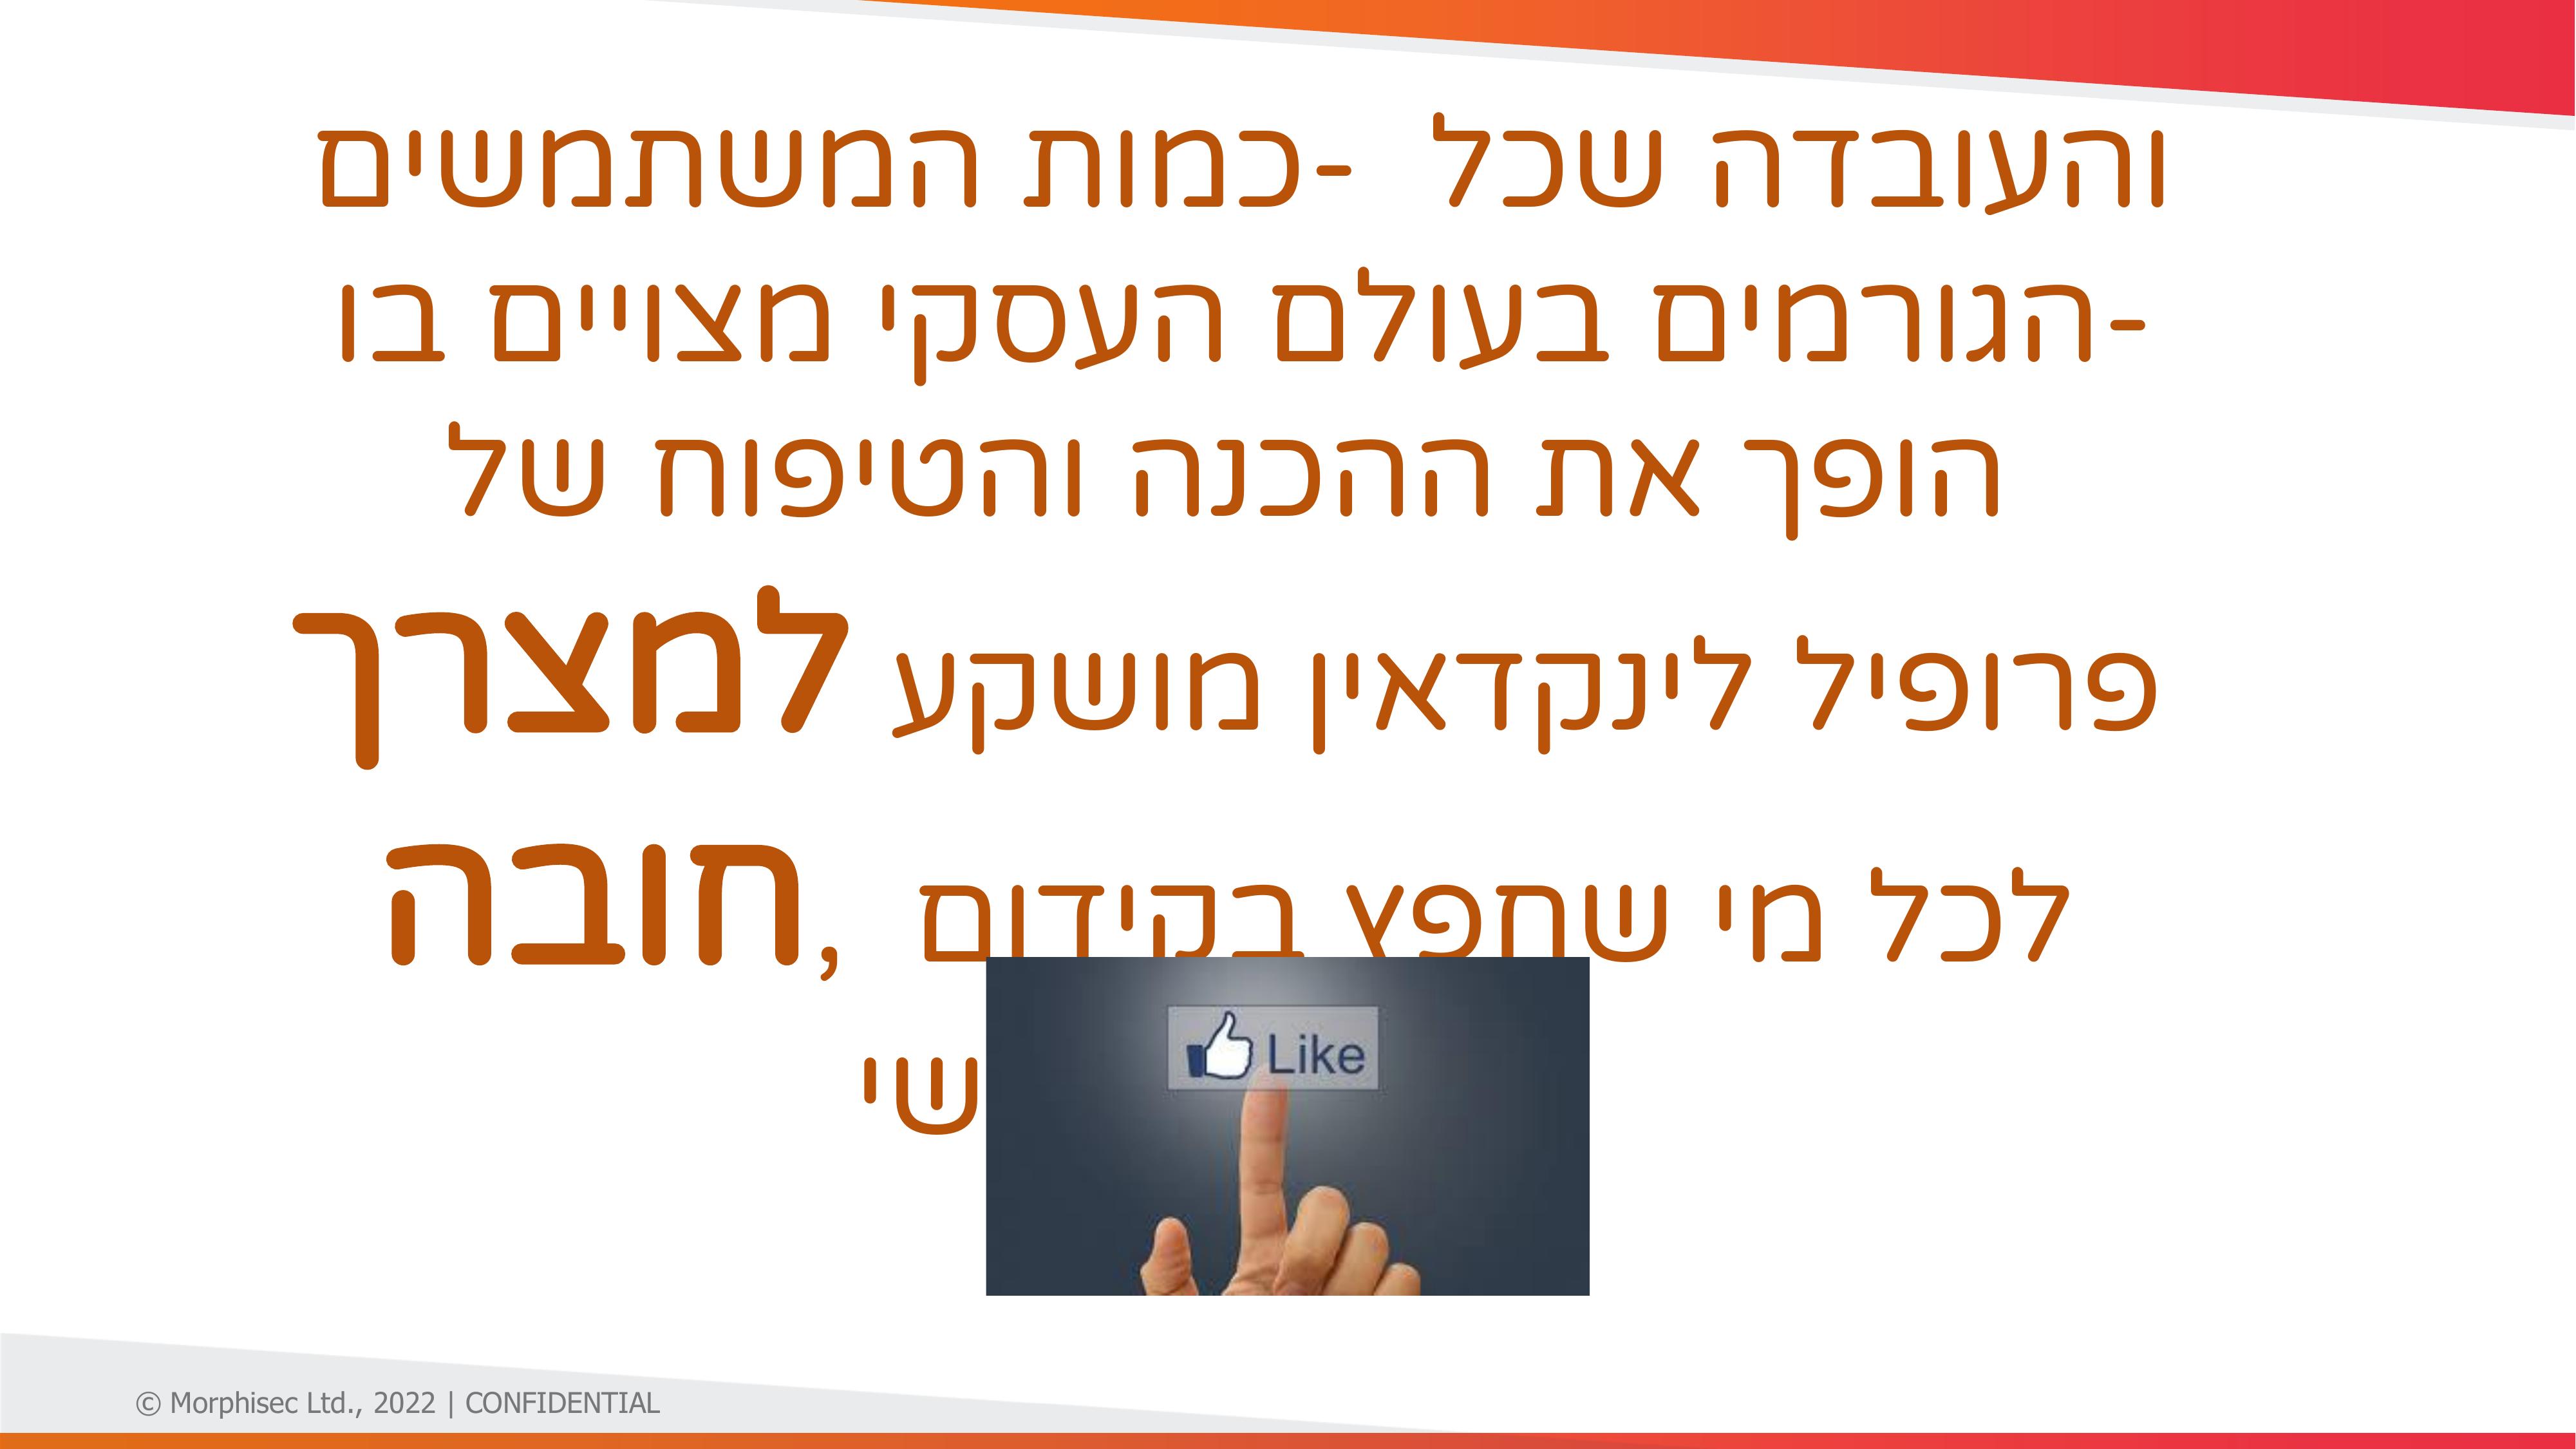 והעובדה שכל -כמות המשתמשים
-הגורמים בעולם העסקי מצויים בו
הופך את ההכנה והטיפוח של
פרופיל לינקדאין מושקע למצרך
לכל מי שחפץ בקידום ,חובה
Like
© Morphisec Ltd., 2022 | CONFIDENTIAL